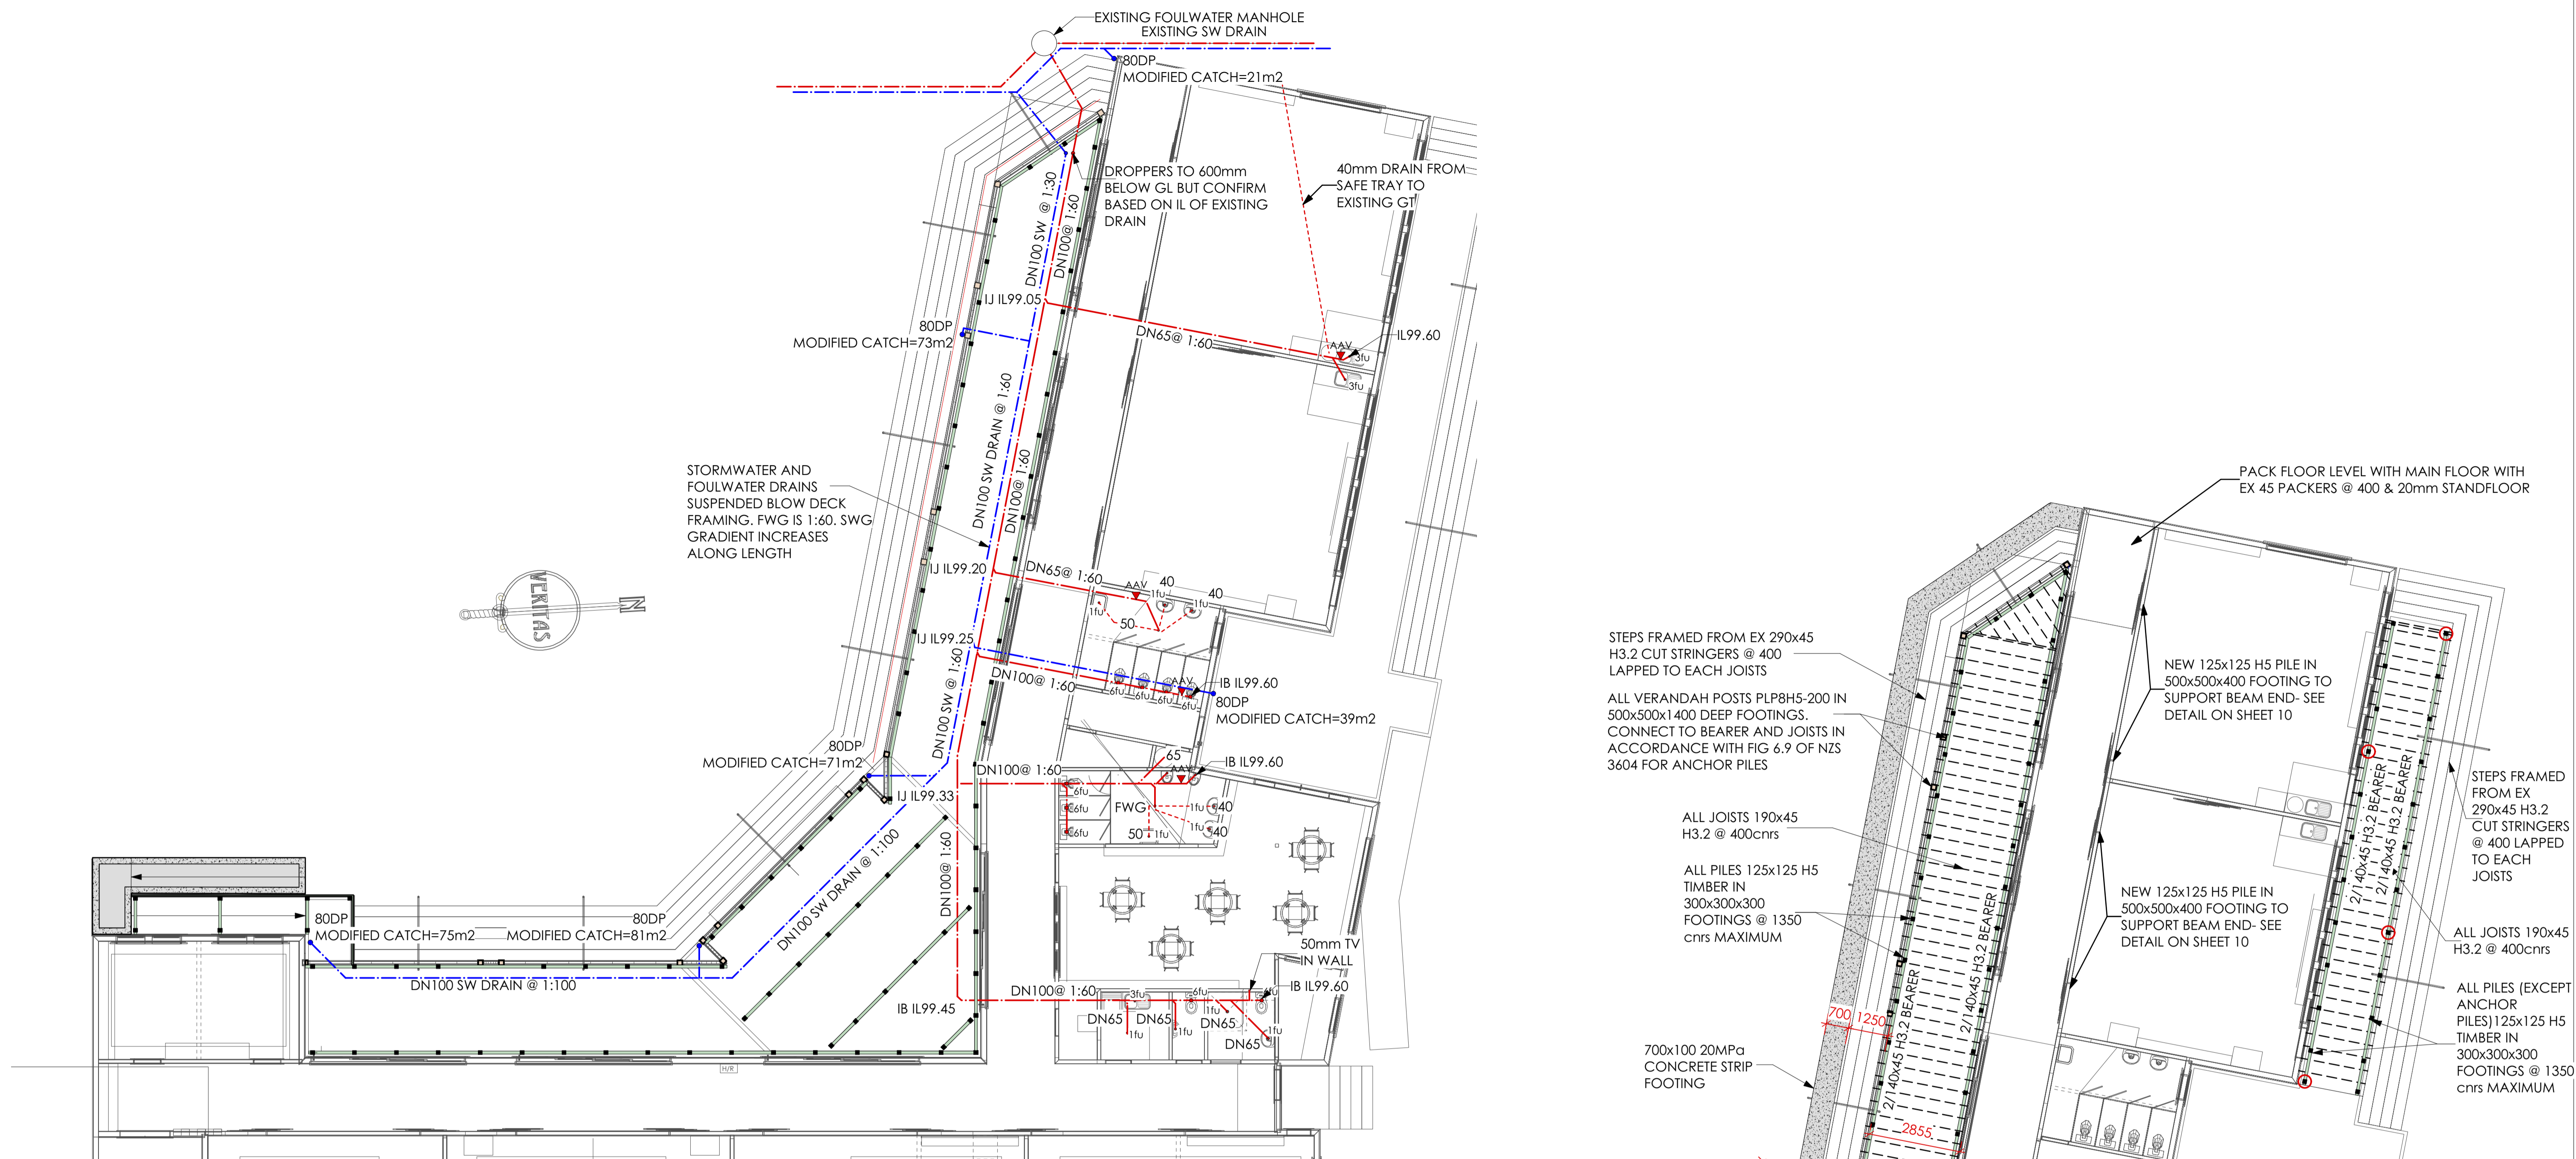 EXISTING FOULWATER MANHOLE
EXISTING SW DRAIN
80DP
MODIFIED CATCH=21m2
DROPPERS TO 600mm
BELOW GL BUT CONFIRM
BASED ON IL OF EXISTING
DRAIN
40mm DRAIN FROM
SAFE TRAY TO
EXISTING GT
DN100 SW @ 1:30
DN100@ 1:60
IJ IL99.05
80DP
MODIFIED CATCH=73m2
DN65@ 1:60
AAV
3fu
IL99.60
3fu
DN100 SW DRAIN @ 1:60
DN100@ 1:60
STORMWATER AND
FOULWATER DRAINS
SUSPENDED BLOW DECK
FRAMING. FWG IS 1:60. SWG
GRADIENT INCREASES
ALONG LENGTH
IJ IL99.20
DN65@ 1:60
AAV
40
1fu
40
1fu
1fu
50
VERITAS
N
IJ IL99.25
DN100@ 1:60
AAV
6fu
6fu
6fu
6fu
IB IL99.60
80DP
MODIFIED CATCH=39m2
DN100 SW @ 1:60
80DP
MODIFIED CATCH=71m2
DN100@ 1:60
65
AAV
IB IL99.60
IJ IL99.33
6fu
6fu
6fu
FWG
1fu
40
1fu
40
50
1fu
DN100@ 1:60
DN100 SW DRAIN @ 1:100
80DP
MODIFIED CATCH=75m2
80DP
MODIFIED CATCH=81m2
DN100 SW DRAIN @ 1:100
50mm TV
IN WALL
IB IL99.60
DN100@ 1:60
3fu
6fu
6fu
IB IL99.45
DN65
DN65
1fu
DN65
1fu
1fu
1fu
DN65
H/R
PACK FLOOR LEVEL WITH MAIN FLOOR WITH
EX 45 PACKERS @ 400 & 20mm STANDFLOOR
STEPS FRAMED FROM EX 290x45
H3.2 CUT STRINGERS @ 400
LAPPED TO EACH JOISTS
ALL VERANDAH POSTS PLP8H5-200 IN
500x500x1400 DEEP FOOTINGS.
CONNECT TO BEARER AND JOISTS IN
ACCORDANCE WITH FIG 6.9 OF NZS
3604 FOR ANCHOR PILES
NEW 125x125 H5 PILE IN
500x500x400 FOOTING TO
SUPPORT BEAM END- SEE
DETAIL ON SHEET 10
ALL JOISTS 190x45
H3.2 @ 400cnrs
ALL PILES 125x125 H5
TIMBER IN
300x300x300
FOOTINGS @ 1350
cnrs MAXIMUM
2/140x45 H3.2 BEARER
2/140x45 H3.2 BEARER
STEPS FRAMED
FROM EX
290x45 H3.2
CUT STRINGERS
@ 400 LAPPED
TO EACH
JOISTS
NEW 125x125 H5 PILE IN
500x500x400 FOOTING TO
SUPPORT BEAM END- SEE
DETAIL ON SHEET 10
ALL JOISTS 190x45
H3.2 @ 400cnrs
ALL PILES (EXCEPT
ANCHOR
PILES)125x125 H5
TIMBER IN
300x300x300
FOOTINGS @ 1350
cnrs MAXIMUM
2/140x45 H3.2 BEARER
2/140x45 H3.2 BEARER
700
1250
700x100 20MPa
CONCRETE STRIP
FOOTING
2855